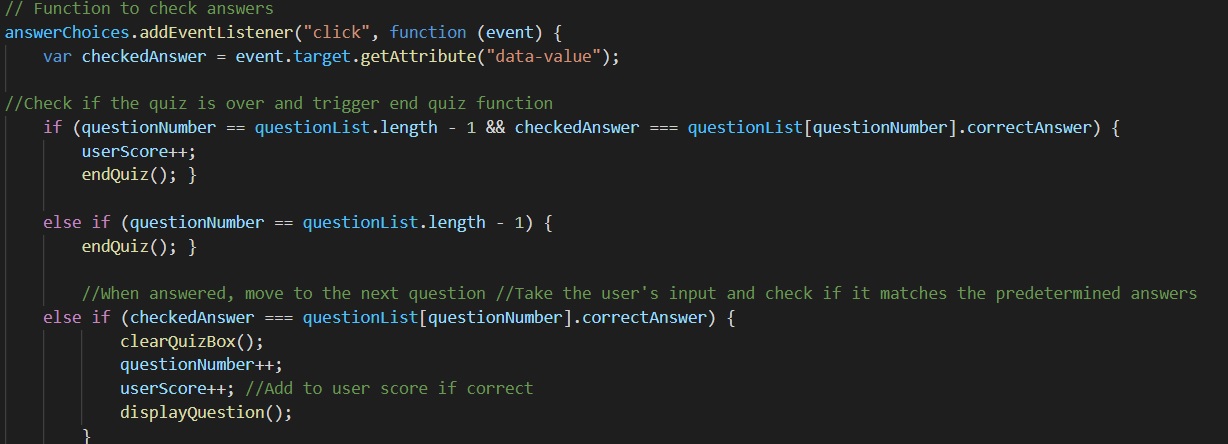 // Function to check answers
answerChoices.addEventListener("click", function (event) {
    var checkedAnswer = event.target.getAttribute("data-value");

//Check if the quiz is over and trigger end quiz function
    if (questionNumber == questionList.length - 1 && checkedAnswer === questionList[questionNumber].correctAnswer) {
        userScore++;
        endQuiz(); }

    else if (questionNumber == questionList.length - 1) {
        endQuiz(); }

        //When answered, move to the next question //Take the user's input and check if it matches the predetermined answers
    else if (checkedAnswer === questionList[questionNumber].correctAnswer) {
            clearQuizBox();
            questionNumber++;
            userScore++; //Add to user score if correct
            displayQuestion();
        }